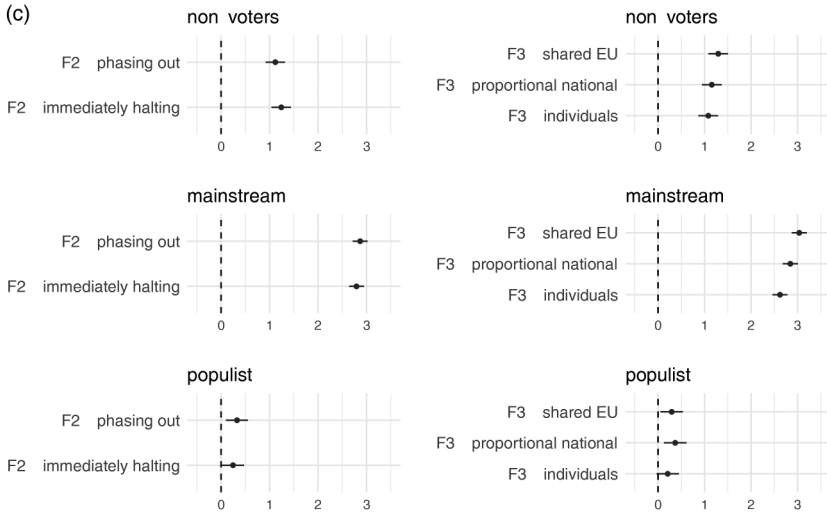 (c)
non voters
F2 phasing out
F2 immediately halting
0 1 2 3
non voters
F3 shared EU
F3 proportional national
F3 individuals
0 1 2 3
mainstream
F2 phasing out
F2 immediately halting
0 1 2 3
mainstream
F3 shared EU
F3 proportional national
F3 individuals
0 1 2 3
populist
F2 phasing out
F2 immediately halting
0 1 2 3
populist
F3 shared EU
F3 proportional national
F3 individuals
0 1 2 3